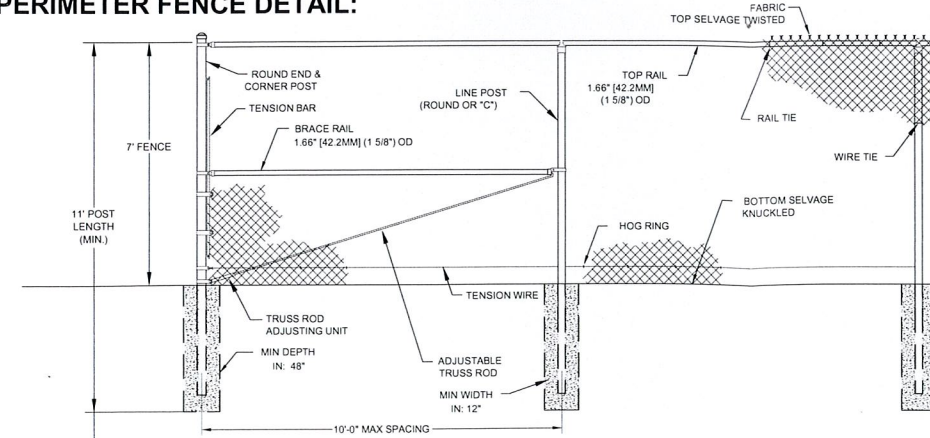 PERIMETER FENCE DETAIL:
FABRIC
TOP SELVAGE TWISTED
ROUND END &
CORNER POST
TENSION BAR
BRACE RAIL
1.66" [42.2MM] (1 5/8") OD
LINE POST
(ROUND OR "C")
TOP RAIL
1.66" [42.2MM]
(1 5/8") OD
RAIL TIE
WIRE TIE
7' FENCE
11' POST
LENGTH
(MIN.)
BOTTOM SELVAGE
KNUCKLED
HOG RING
TENSION WIRE
TRUSS ROD
ADJUSTING UNIT
MIN DEPTH
IN: 48"
ADJUSTABLE
TRUSS ROD
MIN WIDTH
IN: 12"
10'-0" MAX SPACING